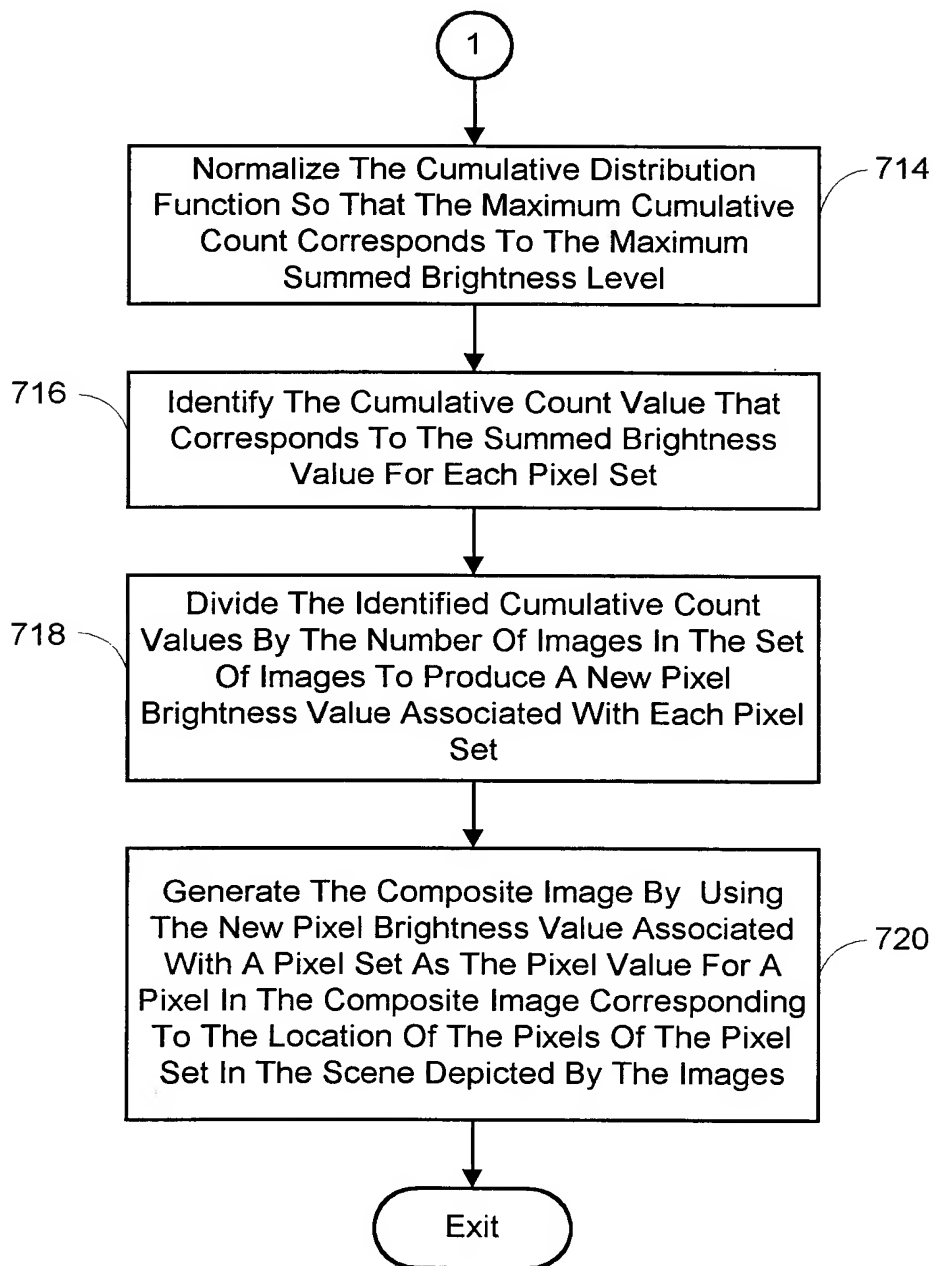 1
Normalize The Cumulative Distribution
Function So That The Maximum Cumulative
Count Corresponds To The Maximum
Summed Brightness Level
714
716
Identify The Cumulative Count Value That
Corresponds To The Summed Brightness
Value For Each Pixel Set
718
Divide The Identified Cumulative Count
Values By The Number Of Images In The Set
Of Images To Produce A New Pixel
Brightness Value Associated With Each Pixel
Set
Generate The Composite Image By Using
The New Pixel Brightness Value Associated
With A Pixel Set As The Pixel Value For A
Pixel In The Composite Image Corresponding
To The Location Of The Pixels Of The Pixel
Set In The Scene Depicted By The Images
720
Exit